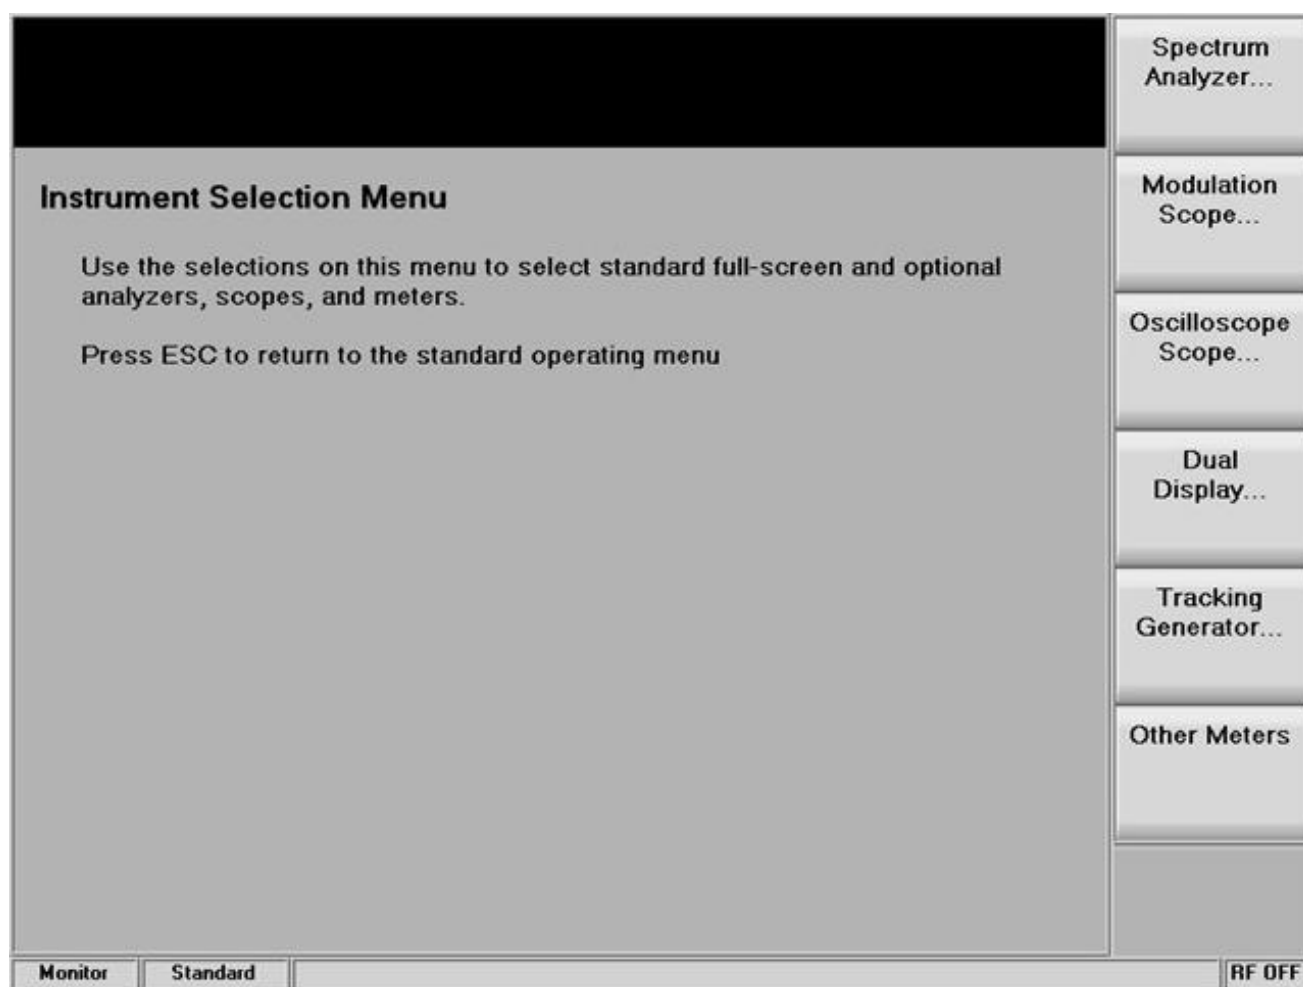 Spectrum
Analyzer...
Instrument Selection Menu
Modulation
Scope...
Use the selections on this menu to select standard full-screen and optional
analyzers, scopes, and meters.
Press ESC to return to the standard operating menu
Oscilloscope
Scope...
Dual
Display...
Tracking
Generator...
Other Meters
Monitor
Standard
RF OFF